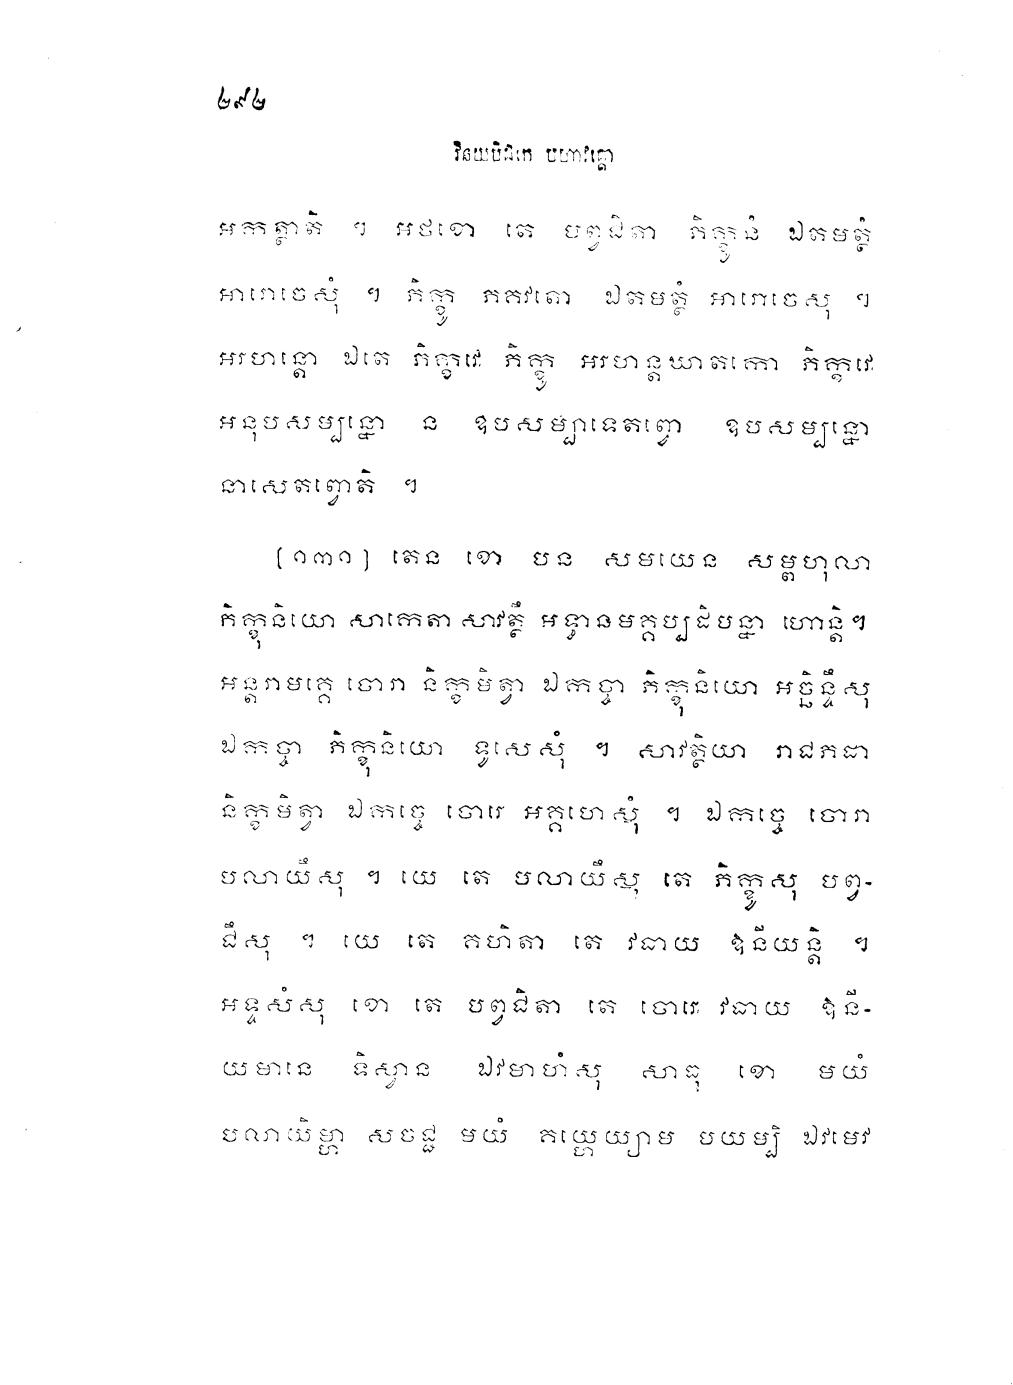 ២៩២
វិនយបិដកេ មហាវគ្គោ
អកត្ថាតិ ។ អថខោ តេ បព្វជិតា ភិក្ខូនំ ឯតមត្ថំ
អារោចេសុំ ។ ភិក្ខូ ភគវតោ ឯតមត្ថំ អារោចេសុំ ។
អរហន្តោ ឯតេ ភិក្ខវេ ភិក្ខូ អរហន្តឃាតកោ ភិក្ខវេ
អនុបសម្បន្នោ ន ឧបសម្បាទេតព្វោ ឧបសម្បន្នោ
នាសេតព្វោតិ ។
[១៣១] តេន ខោ បន សមយេន សម្ពហុលា
ភិក្ខុនិយោ សាកេតា សាវត្ថឹ អទ្ធានមគ្គប្បដិបន្នា ហោន្តិ។
អន្តរាមគ្គេ ចោរា និក្ខមិត្វា ឯកច្ចា ភិក្ខុនិយោ អច្ឆិន្ទឹសុ
ឯកច្ចា ភិក្ខុនិយោ ទូសេសុំ ។ សាវត្ថិយា រាជភដា
និក្ខមិត្វា ឯកច្ចេ ចោរេ អគ្គហេសុំ ។ ឯកច្ចេ ចោរា
បលាយឹសុ ។ យេ តេ បលាយឹសុ តេ ភិក្ខូសុ បព្វ-
ជឹសុ ។ យេ តេ គហិតា តេ វធាយ ឱនីយន្តិ ។
អទ្ទសំសុ ខោ តេ បព្វជិតា តេ ចោរេ វធាយ ឱនី-
យមានេ ទិស្វាន ឯវមាហំសុ សាធុ ខោ មយំ
បលាយិម្ហា សចជ្ជ មយំ គយ្ហេយ្យាម មយម្បិ ឯវមេវ